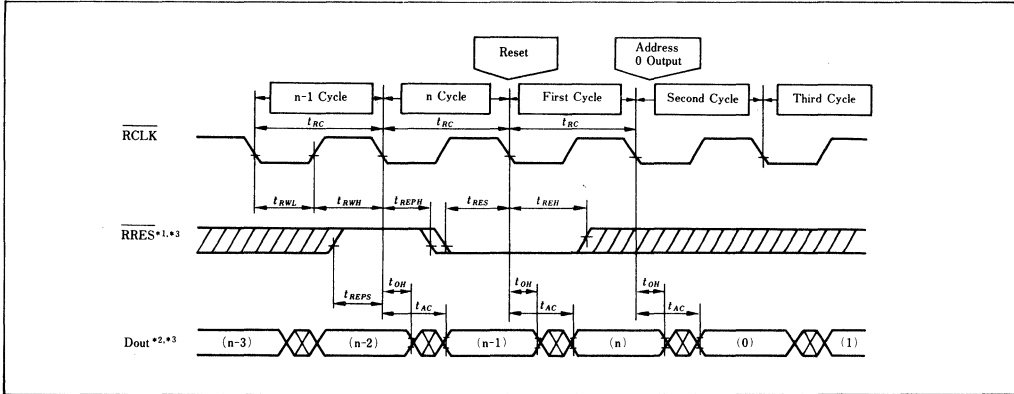 Reset
Address
0 Output
n-1 Cycle
n Cycle
First Cycle
Second Cycle
Third Cycle
tRC
tRC
tRC
RCLK
tRWL
tRWH
tREPH
tRES
tREH
RRES*1,*3
tREPS
tOH
tAC
tOH
tAC
tOH
tAC
Dout*2,*3
(n-3)
(n-2)
(n-1)
(n)
(0)
(1)